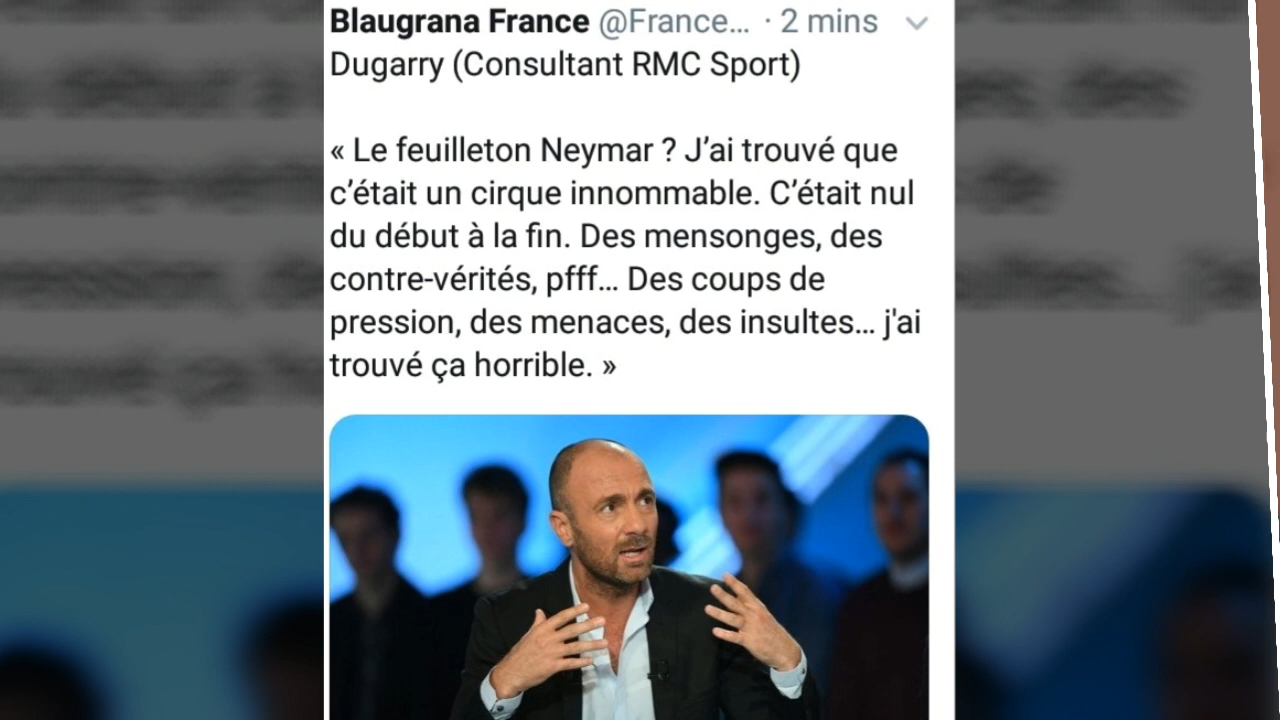 Blaugrana France @France... · 2 mins
Dugarry (Consultant RMC Sport)
« Le feuilleton Neymar ? J’ai trouvé que
c’était un cirque innommable. C’était nul
du début à la fin. Des mensonges, des
contre-vérités, pfff... Des coups de
pression, des menaces, des insultes... j'ai
trouvé ça horrible. »